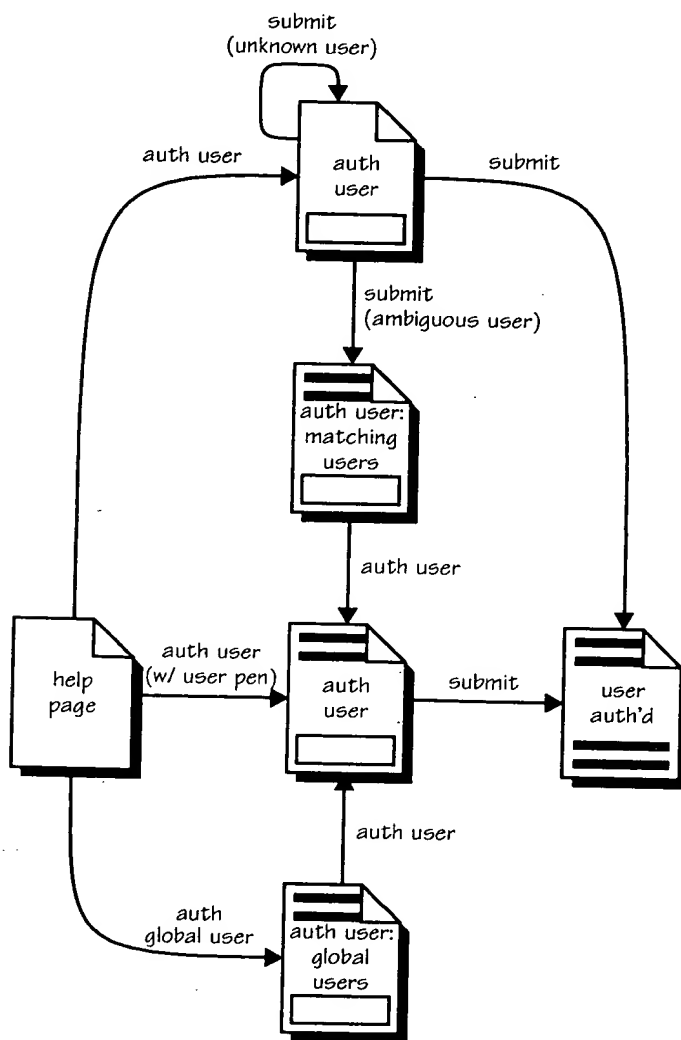 submit
(unknown user)
auth user
auth
user
submit
submit
(ambiguous user)
auth user:
matching
users
auth user
help
page
auth user
(w/ user pen)
auth
user
submit
user
auth'd
auth user
auth
global user
auth user:
global
users